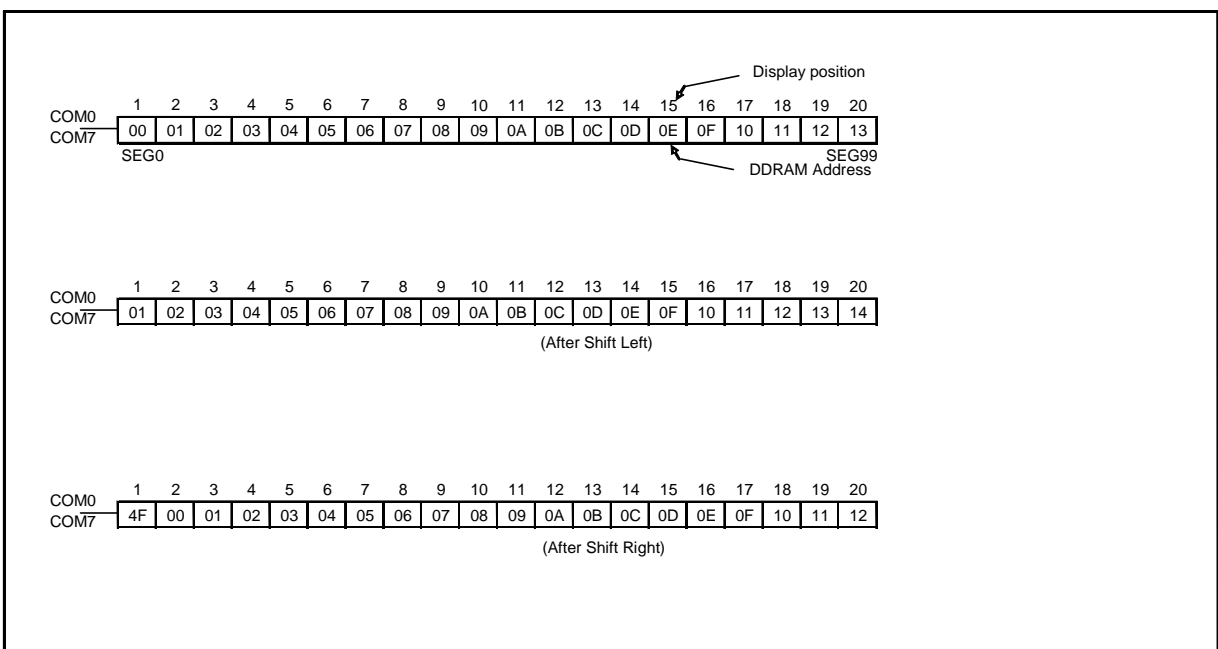 Display position
1 2 3 4 5 6 7 8 9 10 11 12 13 14 15 16 17 18 19 20
COM0
COM7
00 01 02 03 04 05 06 07 08 09 0A 0B 0C 0D 0E 0F 10 11 12 13
SEG0 SEG99
DDRAM Address
1 2 3 4 5 6 7 8 9 10 11 12 13 14 15 16 17 18 19 20
COM0
COM7
01 02 03 04 05 06 07 08 09 0A 0B 0C 0D 0E 0F 10 11 12 13 14
(After Shift Left)
1 2 3 4 5 6 7 8 9 10 11 12 13 14 15 16 17 18 19 20
COM0
COM7
4F 00 01 02 03 04 05 06 07 08 09 0A 0B 0C 0D 0E 0F 10 11 12
(After Shift Right)